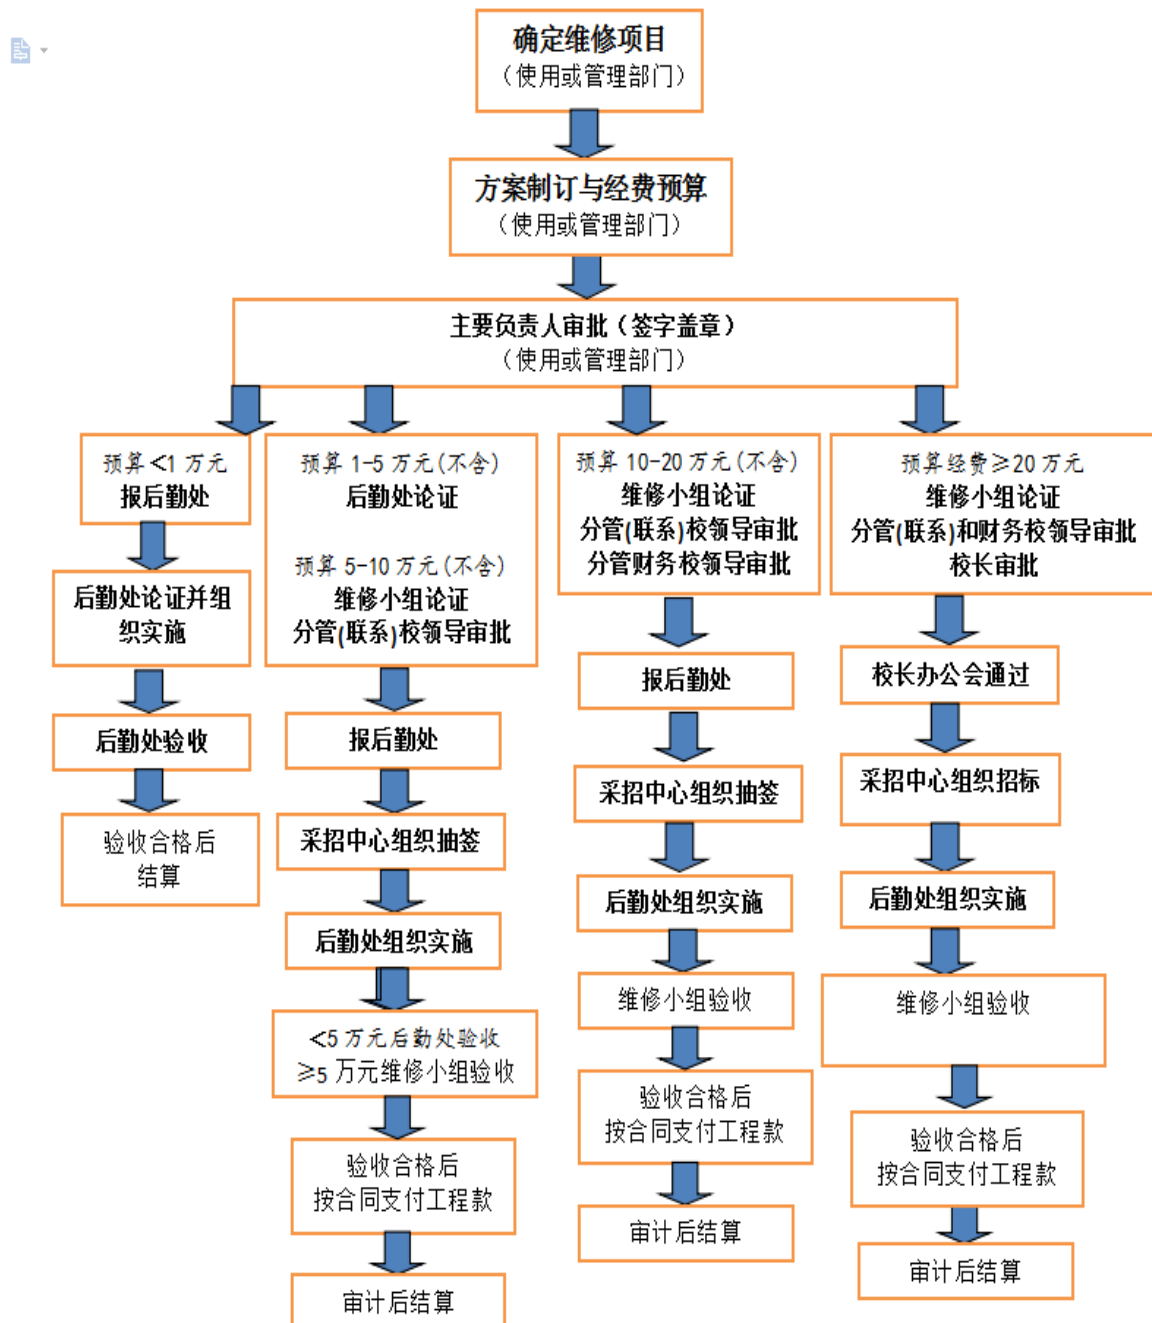 确定维修项目
（使用或管理部门）
方案制订与经费预算
（使用或管理部门）
主要负责人审批（签字盖章）
（使用或管理部门）
预算<1万元
报后勤处
后勤处论证并组
织实施
后勤处验收
验收合格后
结算
预算1-5万元(不含)
后勤处论证
预算5-10万元(不含)
维修小组论证
分管(联系)校领导审批
报后勤处
采招中心组织抽签
后勤处组织实施
<5万元后勤处验收
≥5万元维修小组验收
验收合格后
按合同支付工程款
审计后结算
预算10-20万元(不含)
维修小组论证
分管(联系)校领导审批
分管财务校领导审批
报后勤处
采招中心组织抽签
后勤处组织实施
维修小组验收
验收合格后
按合同支付工程款
审计后结算
预算经费≥20万元
维修小组论证
分管(联系)和财务校领导审批
校长审批
校长办公会通过
采招中心组织招标
后勤处组织实施
维修小组验收
验收合格后
按合同支付工程款
审计后结算